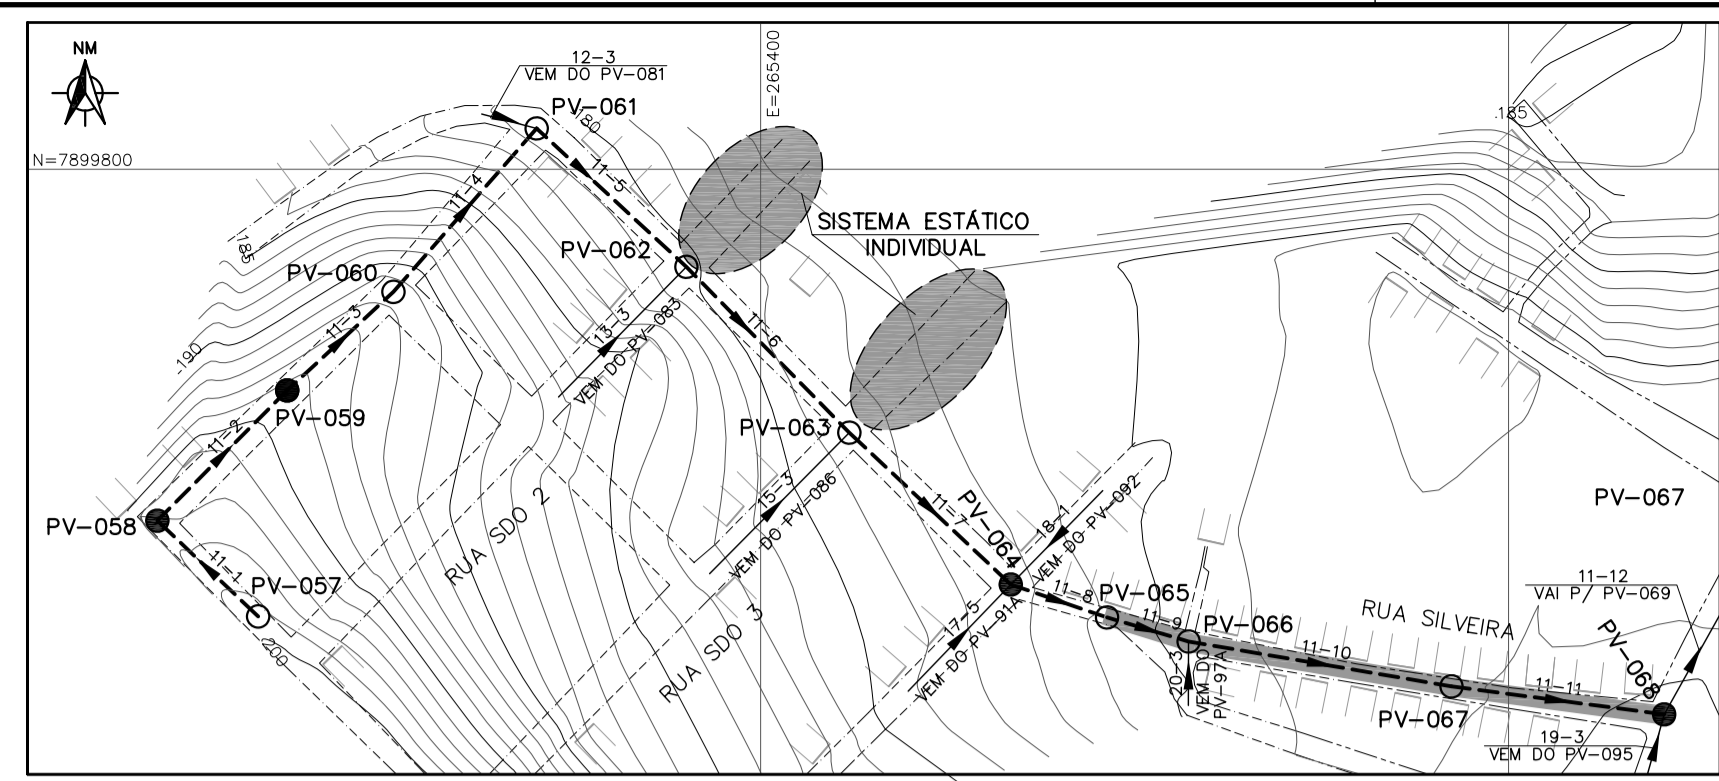 NM
12-3
VEM DO PV-081
PV-061
180
E=265400
185
N=7899800
11-5
11-4
185
SISTEMA ESTÁTICO
INDIVIDUAL
PV-062
PV-060
11-3
13-3
VEM DO PV-083
11-6
190
PV-059
11-2
PV-063
15-3
VEM DO PV-086
PV-058
RUA SDO 2
11-7
PV-064
18-1
VEM DO PV-092
PV-067
11-1
PV-057
200
RUA SDO 3
17-5
VEM DO PV-91A
11-8
PV-065
11-9
PV-066
20-3
VEM DO
PV-97A
11-10
RUA SILVEIRA
11-12
VAI P/ PV-069
PV-068
11-11
PV-067
19-3
VEM DO PV-095